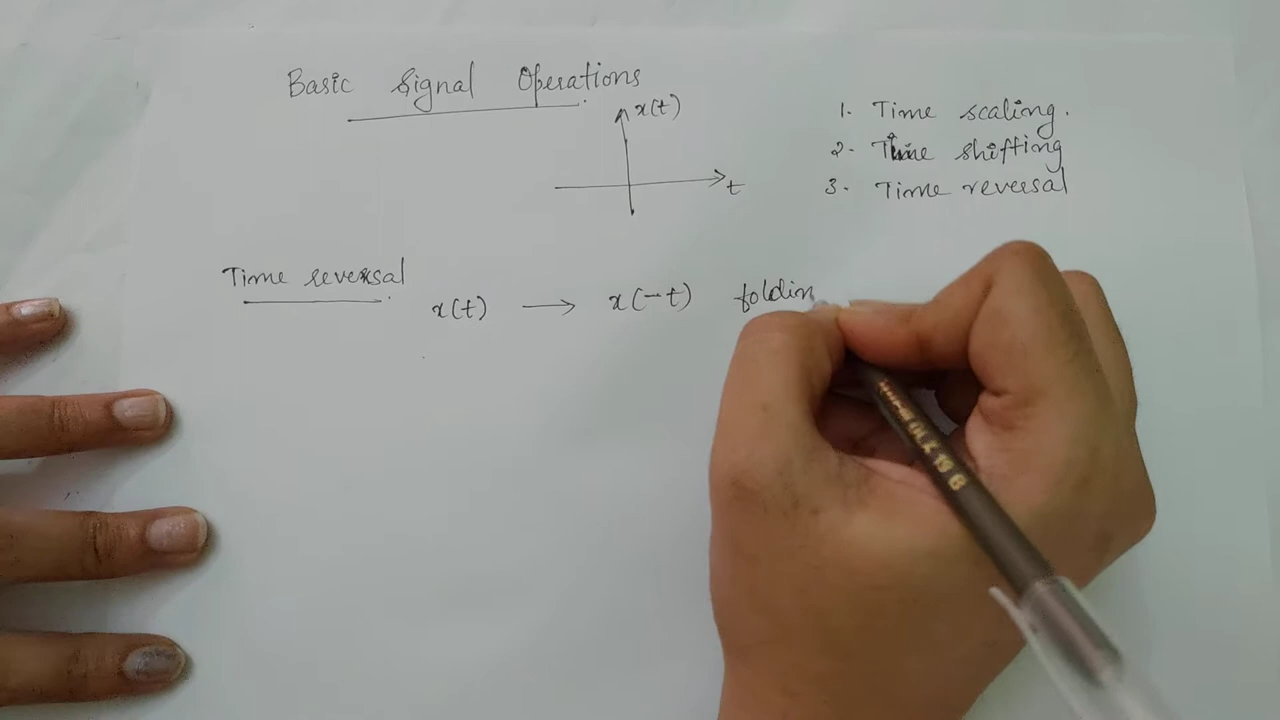 Basic Signal Operations
x(t)
t
1. Time scaling.
2. Time shifting
3. Time reversal
Time reversal
x(t) → x(-t) foldin